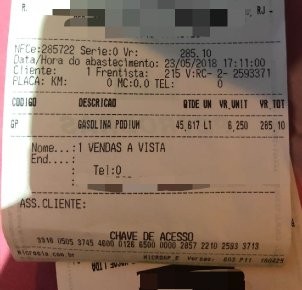 R: RJ -
NFCe:285722 Serie:0 Vr: 285.10
Data/Hora do abastecimento: 23/05/2018 17:11:00
Cliente: 1 Frentista: 215 V:RC- 2- 2593371
PLACA: KM: 0 MC:0,0 TEL: 0
CODIGO DESCRICAO QTDE UN VR_UNIT VR_TOT
GP GASOLINA PODIUM 45,617 LT 6,250 285,10
Nome...:1 VENDAS A VISTA
End....:
Tel:0
ASS.CLIENTE:
CHAVE DE ACESSO
3318 0505 3745 4600 0126 6500 0000 2857 2210 2593 3713